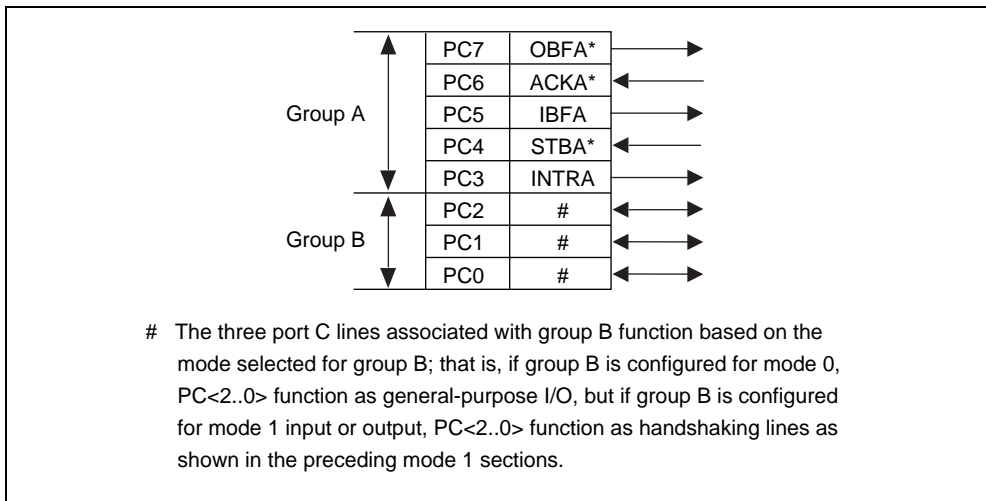 PC7 OBFA*
PC6 ACKA*
Group A PC5 IBFA
PC4 STBA*
PC3 INTRA
PC2 #
Group B PC1 #
PC0 #
# The three port C lines associated with group B function based on the
mode selected for group B; that is, if group B is configured for mode 0,
PC<2..0> function as general-purpose I/O, but if group B is configured
for mode 1 input or output, PC<2..0> function as handshaking lines as
shown in the preceding mode 1 sections.